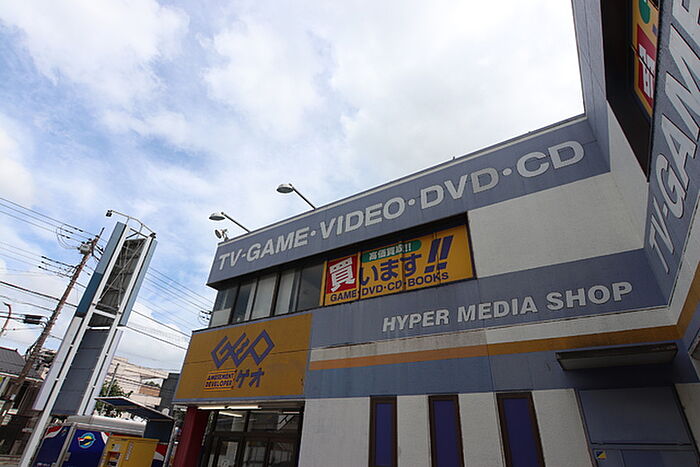 TV·GAME·VIDEO·DVD·CD
高価買取!!
買います!!
GAME·DVD·CD·BOOKS
HYPER MEDIA SHOP
GEO
AMUSEMENT DEVELOPER
ゲオ
TV·GAME